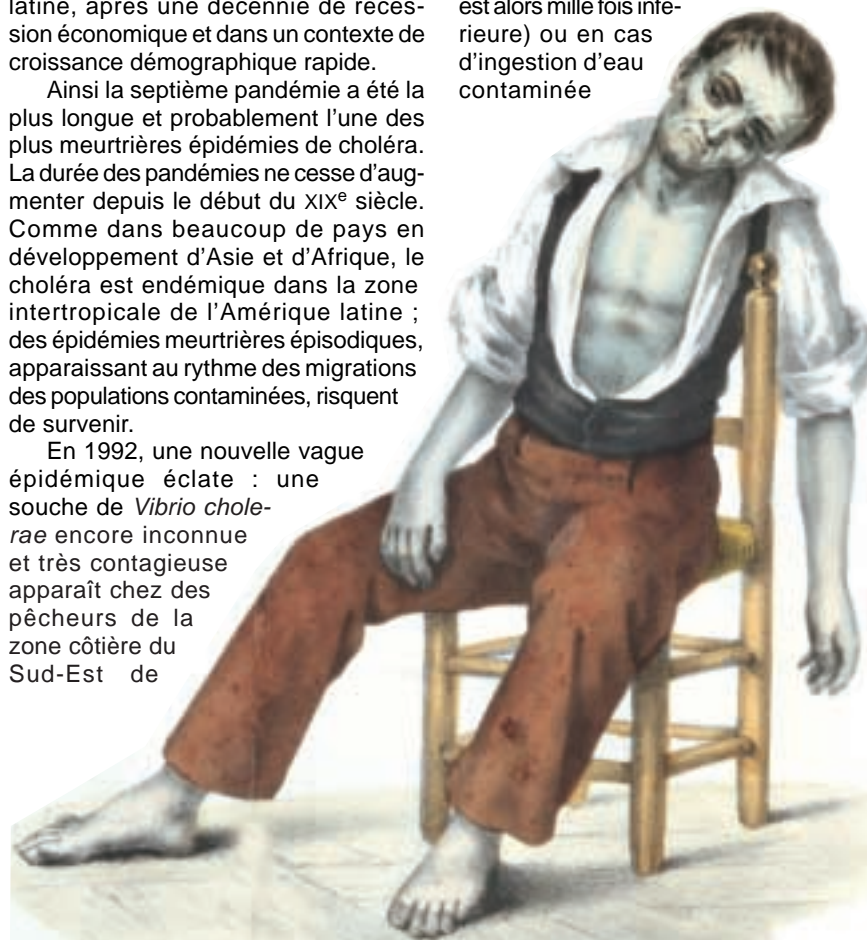 latine, après une décennie de réces-
sion économique et dans un contexte de
croissance démographique rapide.
Ainsi la septième pandémie a été la
plus longue et probablement l'une des
plus meurtrières épidémies de choléra.
La durée des pandémies ne cesse d'aug-
menter depuis le début du XIXe siècle.
Comme dans beaucoup de pays en
développement d'Asie et d'Afrique, le
choléra est endémique dans la zone
intertropicale de l'Amérique latine ;
des épidémies meurtrières épisodiques,
apparaissant au rythme des migrations
des populations contaminées, risquent
de survenir.
En 1992, une nouvelle vague
épidémique éclate : une
souche de Vibrio chole-
rae encore inconnue
et très contagieuse
apparaît chez des
pêcheurs de la
zone côtière du
Sud-Est de
est alors mille fois infé-
rieure) ou en cas
d'ingestion d'eau
contaminée